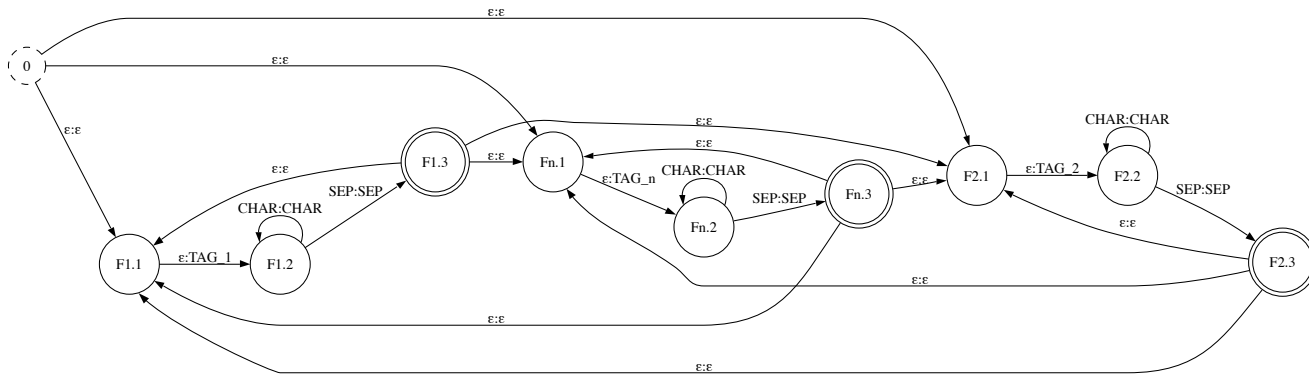 ε:ε
0
ε:ε
ε:ε
F1.1
ε:TAG_1
CHAR:CHAR
F1.2
SEP:SEP
F1.3
ε:ε
ε:ε
ε:ε
Fn.1
ε:TAG_n
CHAR:CHAR
Fn.2
SEP:SEP
Fn.3
ε:ε
ε:ε
ε:ε
F2.1
ε:TAG_2
CHAR:CHAR
F2.2
SEP:SEP
F2.3
ε:ε
ε:ε
ε:ε